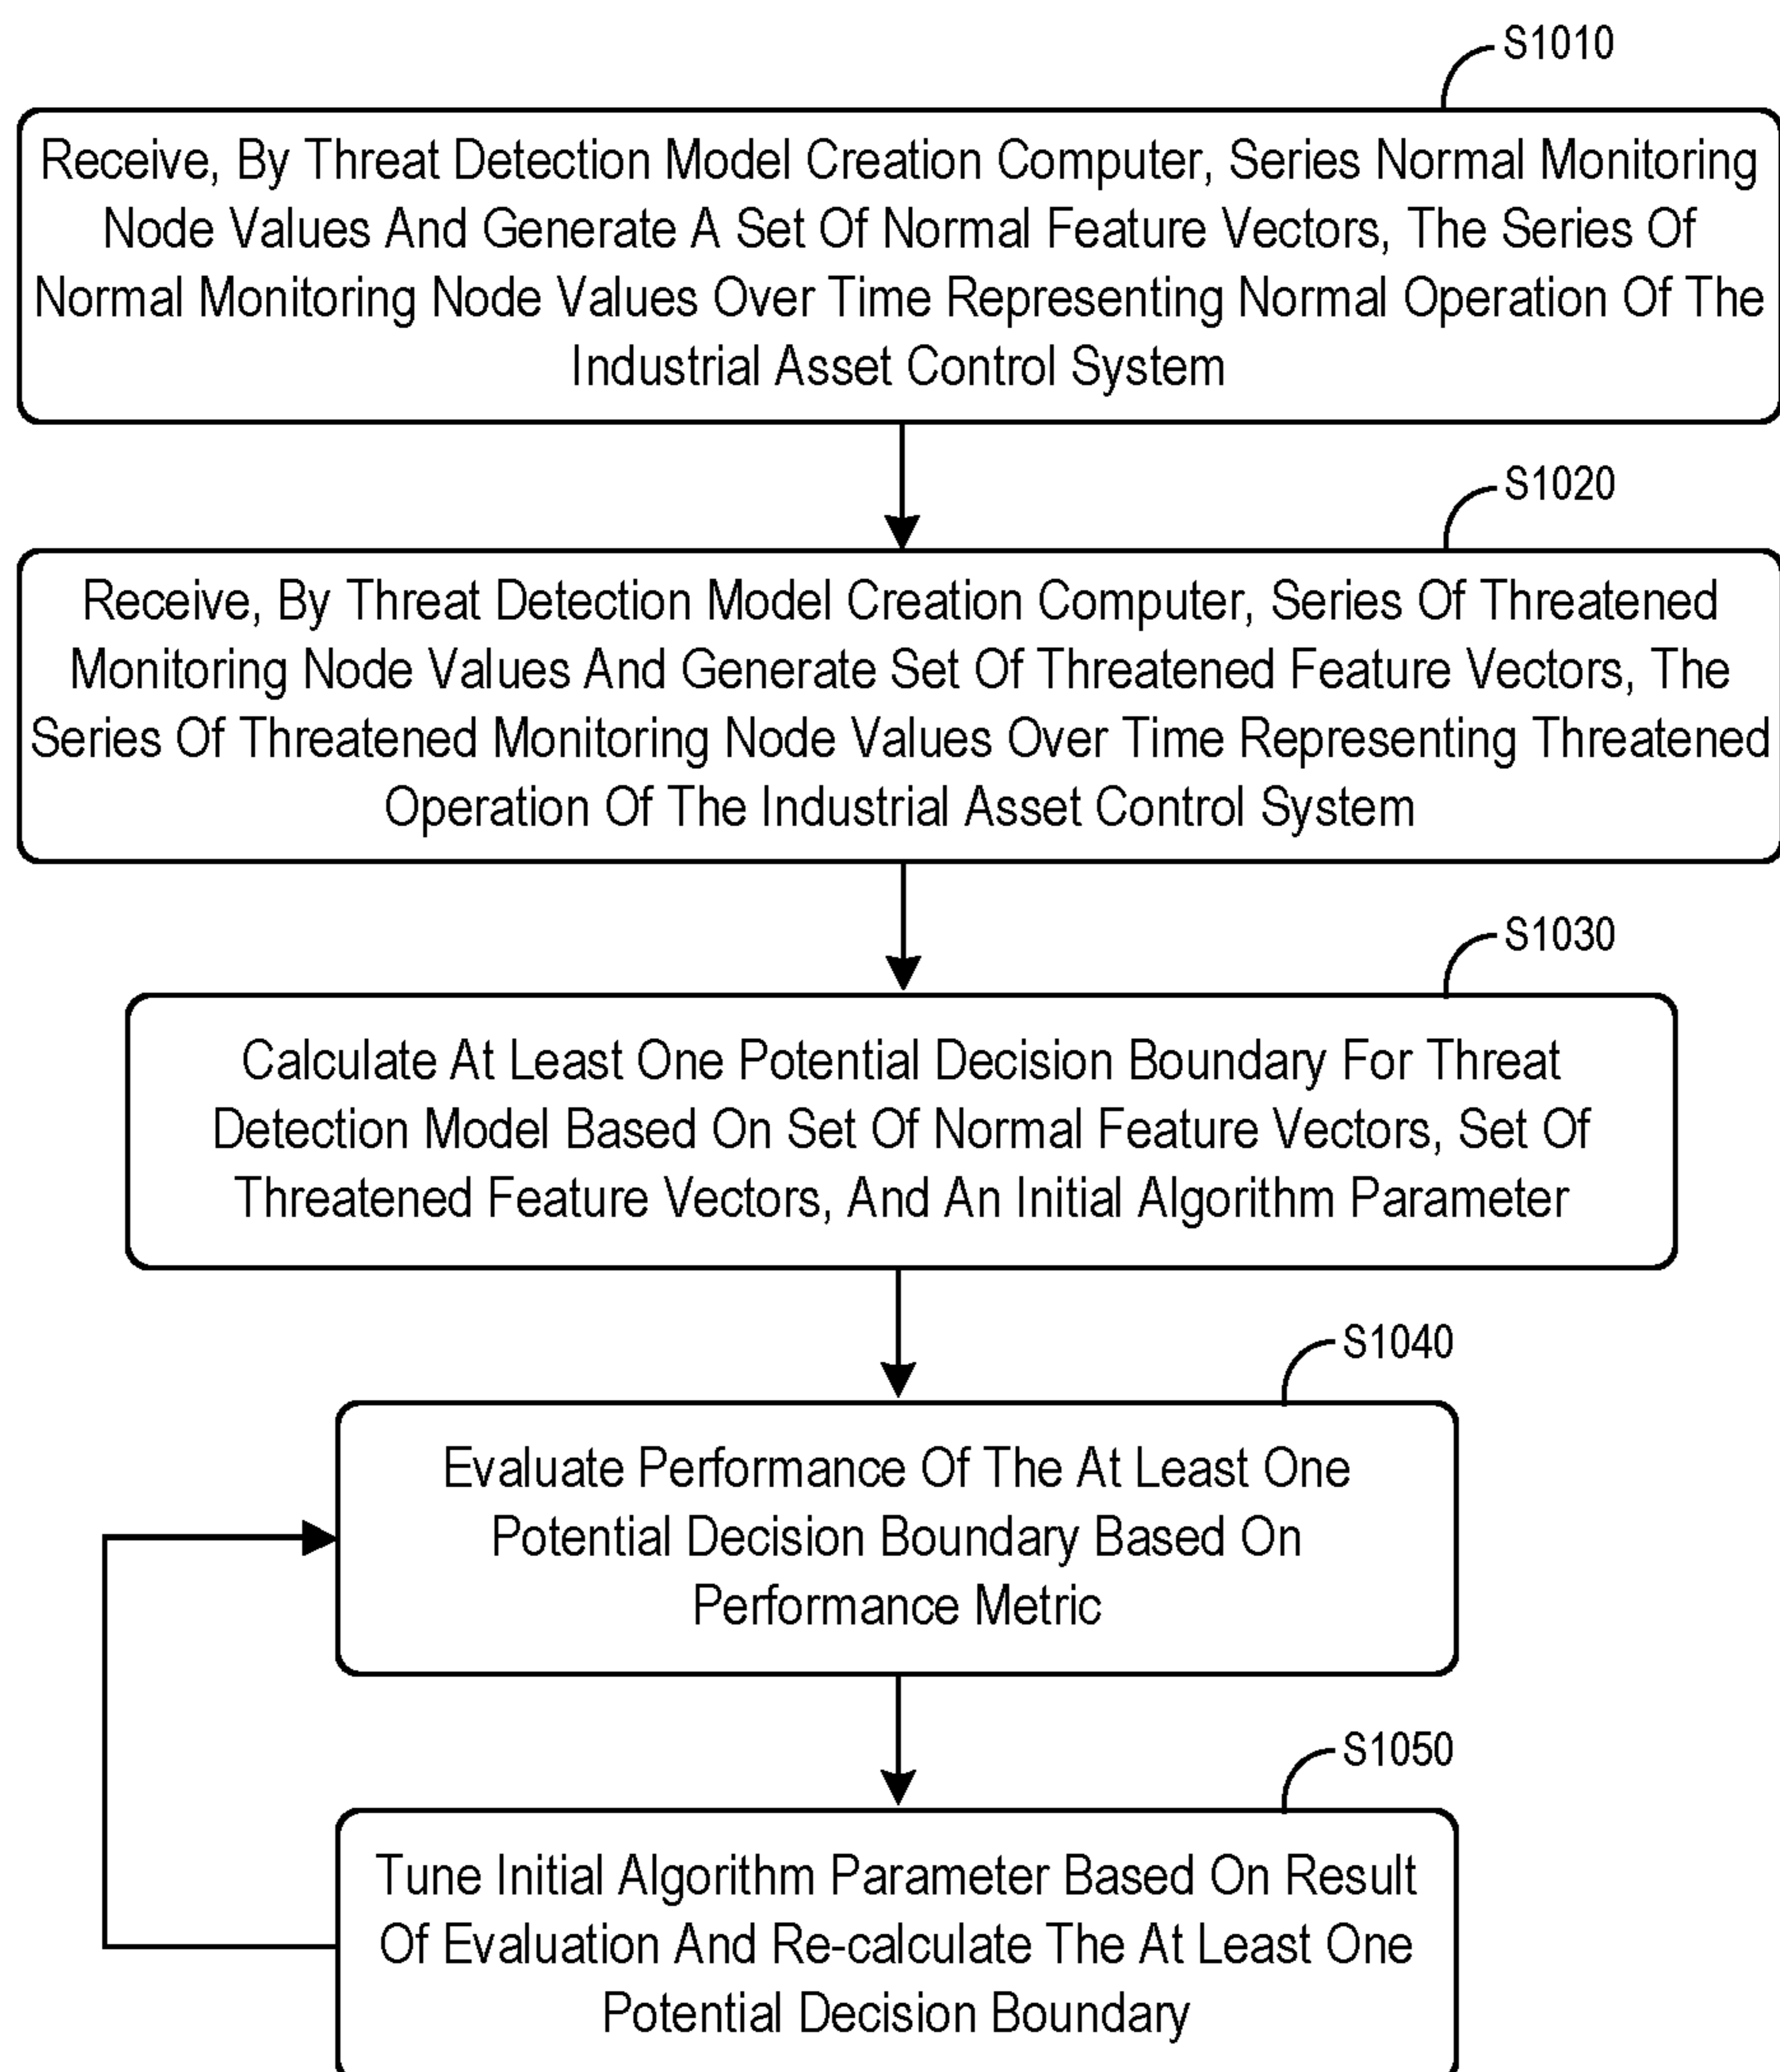 S1010
Receive, By Threat Detection Model Creation Computer, Series Normal Monitoring
Node Values And Generate A Set Of Normal Feature Vectors, The Series Of
Normal Monitoring Node Values Over Time Representing Normal Operation Of The
Industrial Asset Control System
S1020
Receive, By Threat Detection Model Creation Computer, Series Of Threatened
Monitoring Node Values And Generate Set Of Threatened Feature Vectors, The
Series Of Threatened Monitoring Node Values Over Time Representing Threatened
Operation Of The Industrial Asset Control System
S1030
Calculate At Least One Potential Decision Boundary For Threat
Detection Model Based On Set Of Normal Feature Vectors, Set Of
Threatened Feature Vectors, And An Initial Algorithm Parameter
S1040
Evaluate Performance Of The At Least One
Potential Decision Boundary Based On
Performance Metric
S1050
Tune Initial Algorithm Parameter Based On Result
Of Evaluation And Re-calculate The At Least One
Potential Decision Boundary